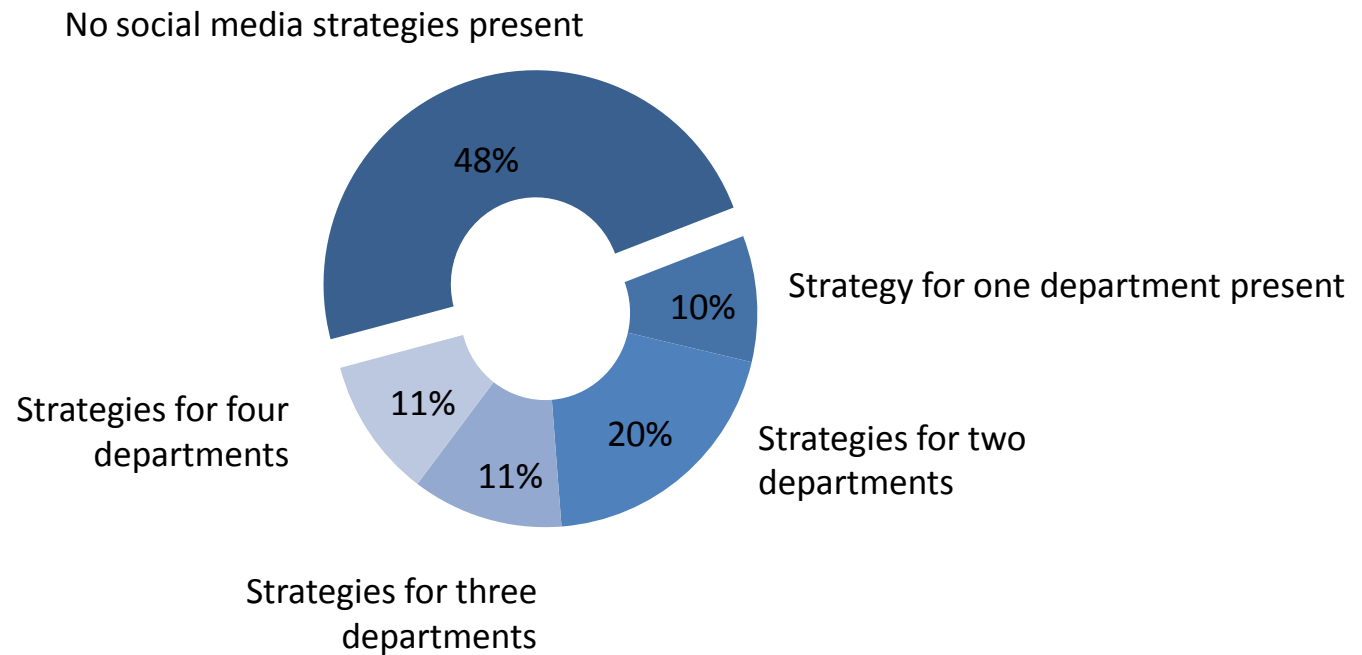 No social media strategies present
48%
Strategy for one department present
10%
Strategies for four
departments
11%
20%
Strategies for two
departments
11%
Strategies for three
departments